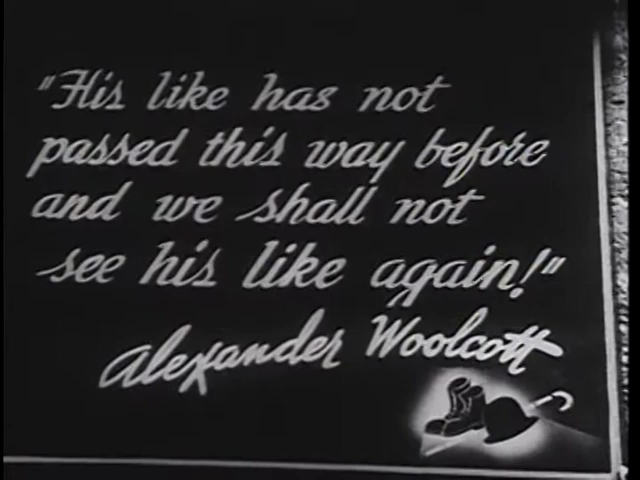 "His like has not
passed this way before
and we shall not
see his like again!"
Alexander Woolcott